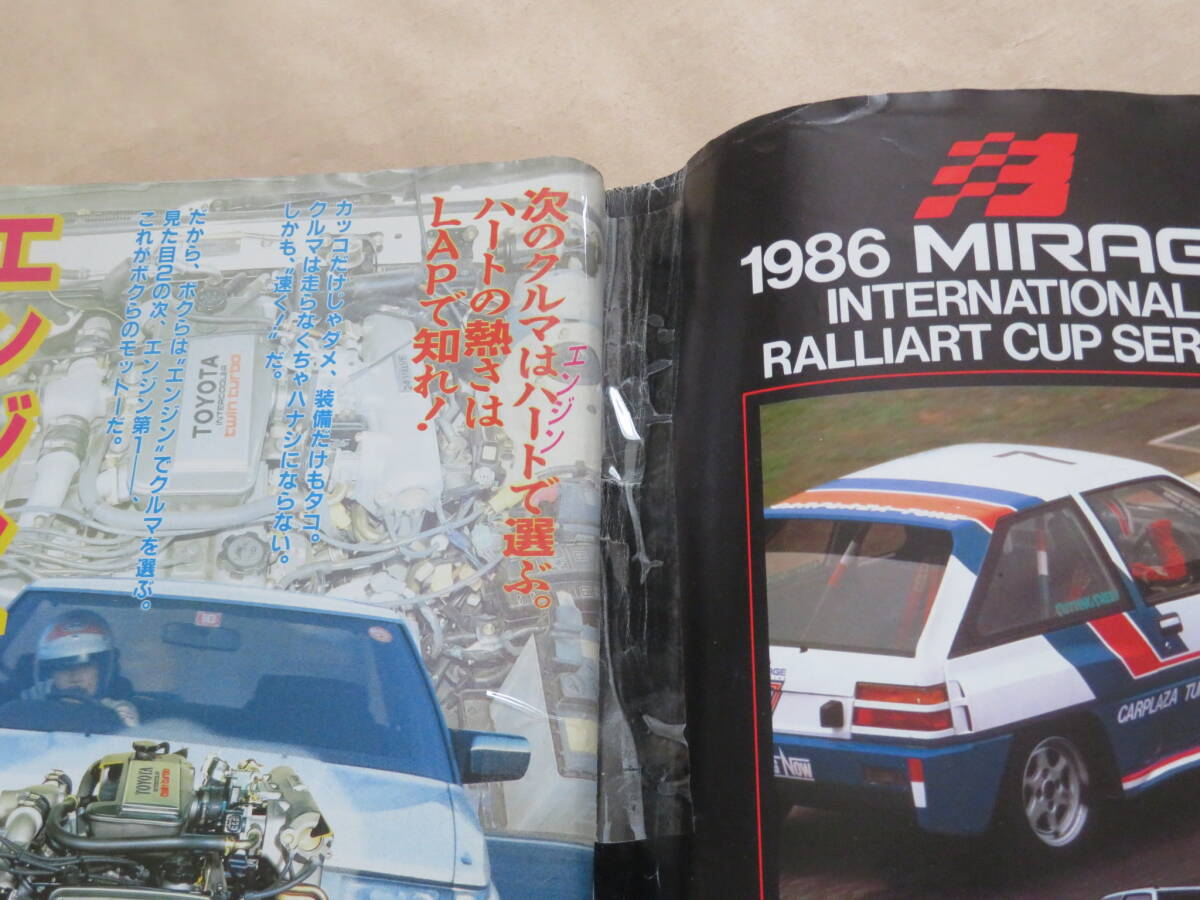 次のクルマはハートで選ぶ。
エンジン
ハートの熱さは
LAPで知れ!
カッコだけじゃダメ、装備だけもタコ。
クルマは走らなくちゃハナシにならない。
しかも、“速く!!”だ。
だから、ボクらは“エンジン”でクルマを選ぶ。
見た目2の次、エンジン第1——、
これがボクらのモットーだ。
エンジン
TOYOTA
INTERCOOLER
twin turbo
TOYOTA
twin turbo
1986 MIRAG
INTERNATIONAL
RALLIART CUP SER
CARPLAZA TU
Now